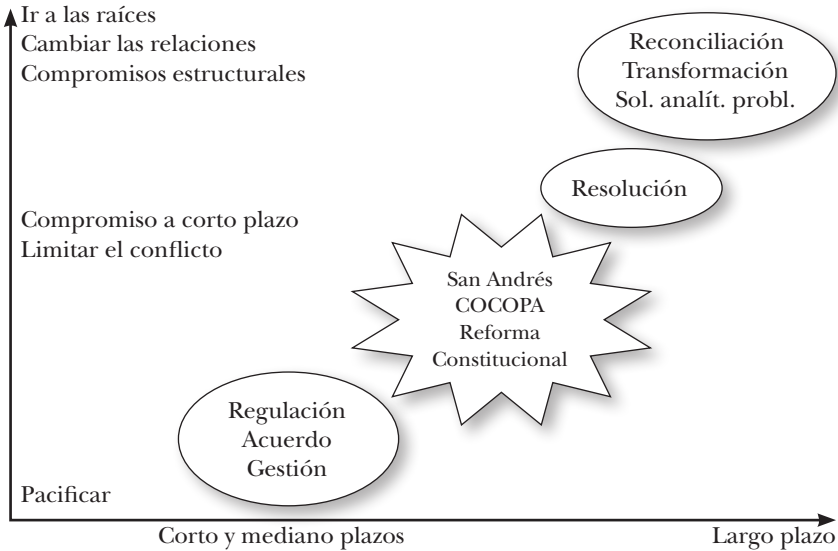 Ir a las raíces
Cambiar las relaciones
Compromisos estructurales
Reconciliación
Transformación
Sol. analít. probl.
Resolución
Compromiso a corto plazo
Limitar el conflicto
San Andrés
COCOPA
Reforma
Constitucional
Regulación
Acuerdo
Gestión
Pacificar
Corto y mediano plazos
Largo plazo